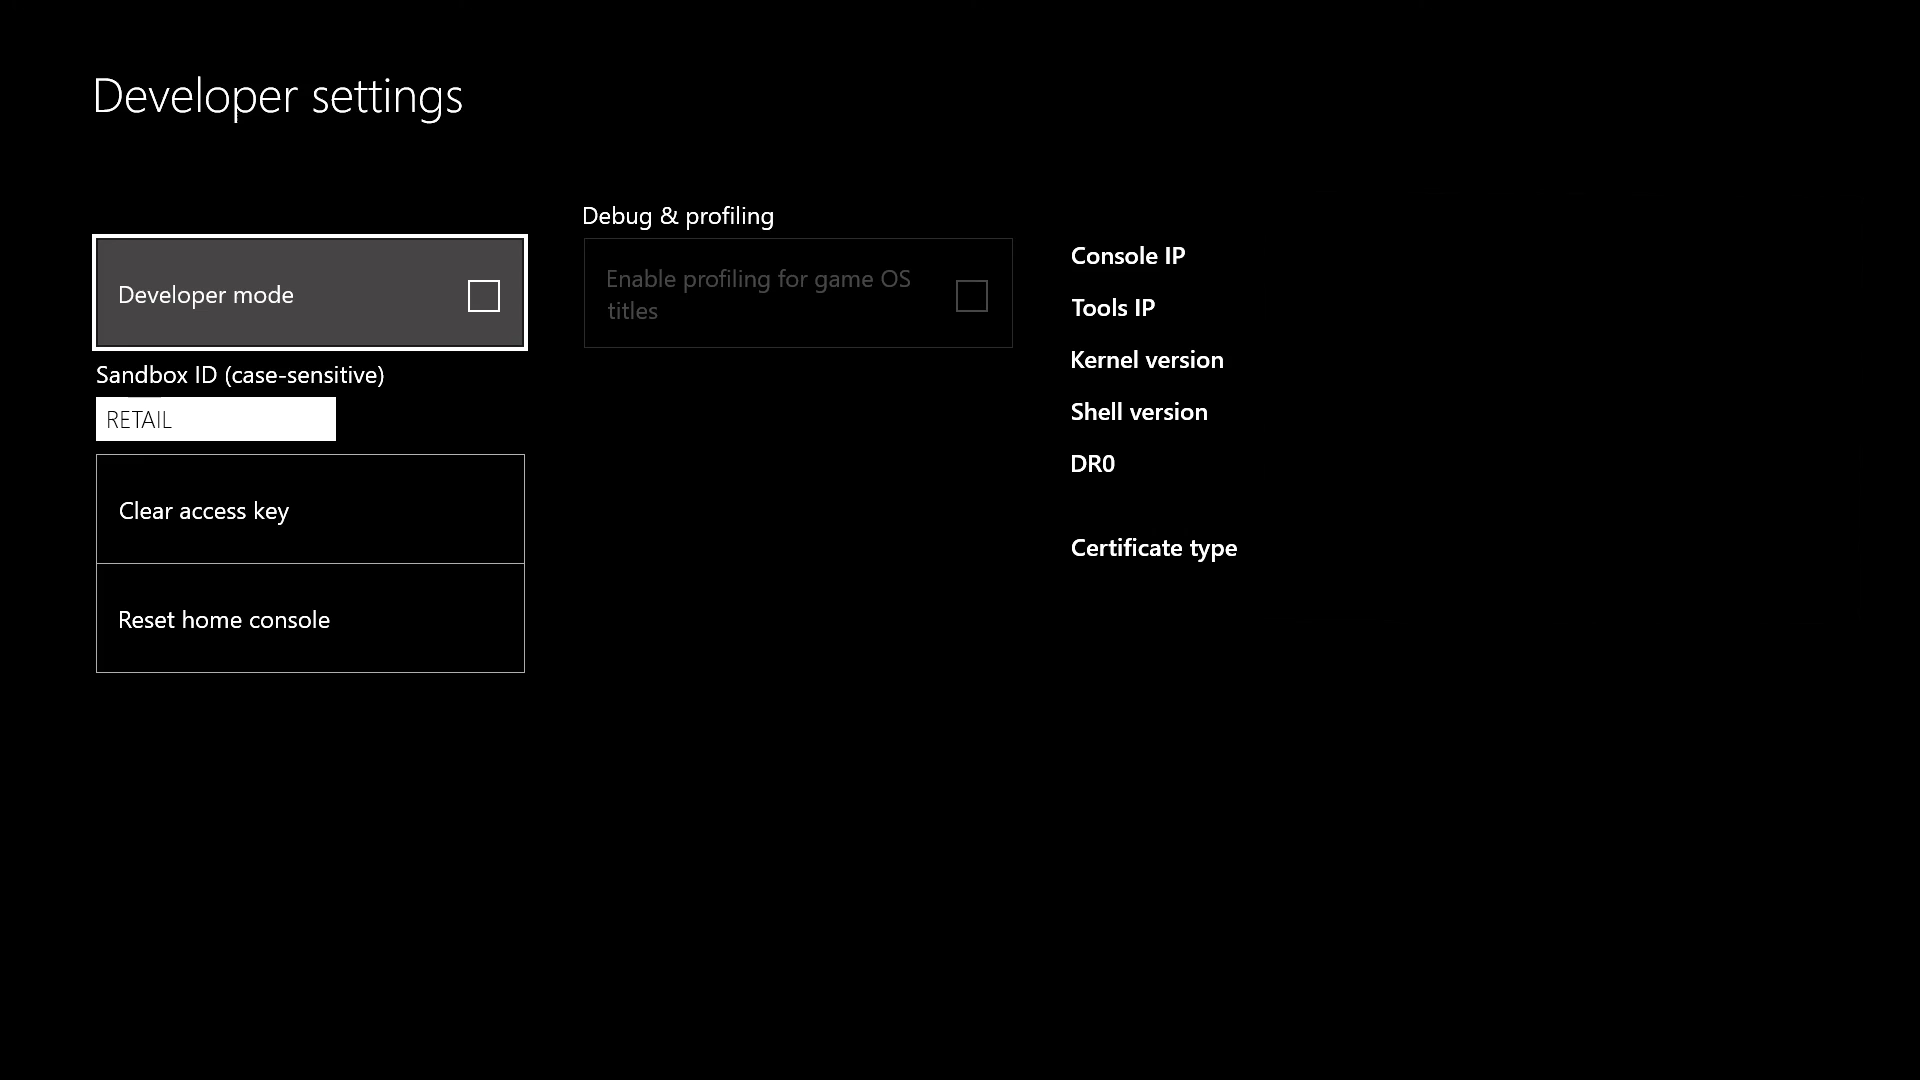 Developer settings
Developer mode
Sandbox ID (case-sensitive)
RETAIL
Clear access key
Reset home console
Debug & profiling
Enable profiling for game OS
titles
Console IP
Tools IP
Kernel version
Shell version
DR0
Certificate type